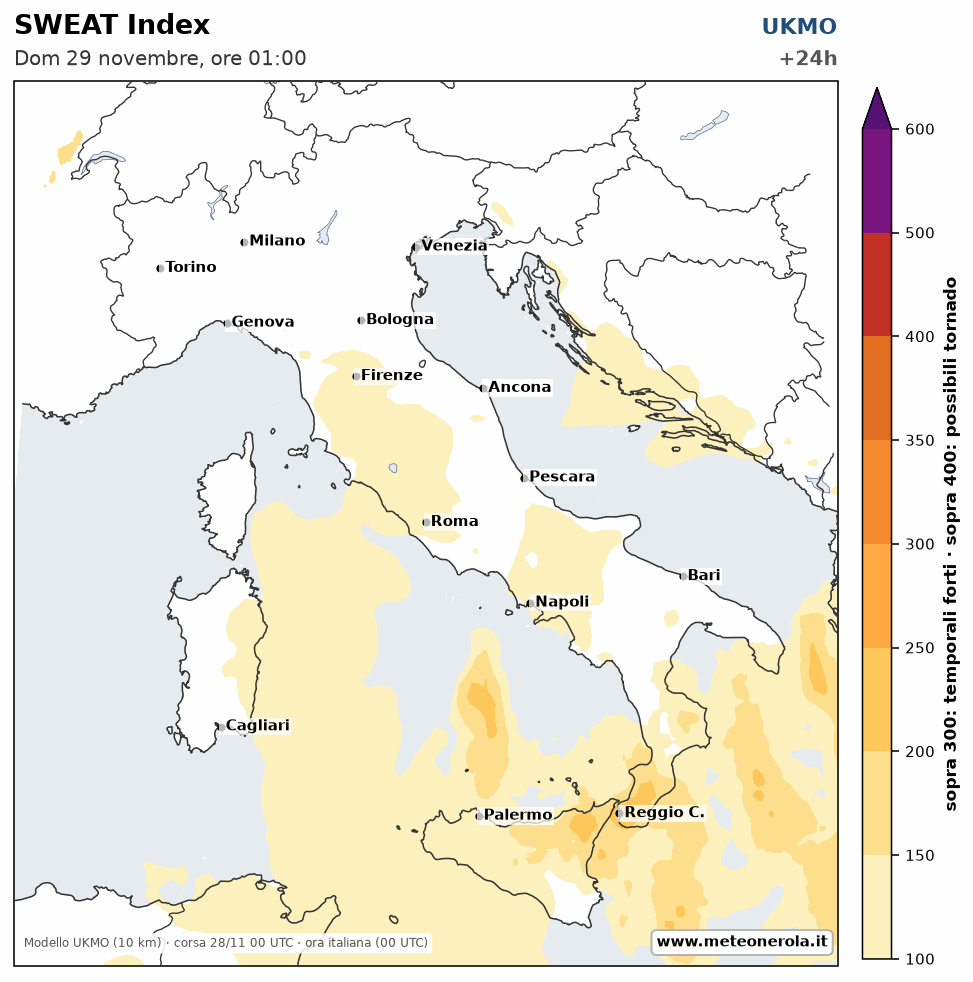 SWEAT Index
UKMO
Dom 29 novembre, ore 01:00
+24h
600
500
400
350
300
250
200
150
100
sopra 300: temporali forti · sopra 400: possibili tornado
Milano
Venezia
Torino
Genova
Bologna
Firenze
Ancona
Pescara
Roma
Bari
Napoli
Cagliari
Palermo
Reggio C.
Modello UKMO (10 km) · corsa 28/11 00 UTC · ora italiana (00 UTC)
www.meteonerola.it